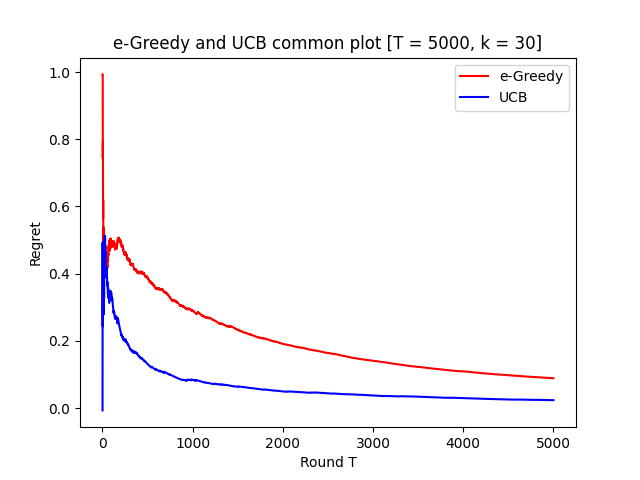 e-Greedy and UCB common plot [T = 5000, k = 30]
e-Greedy
UCB
Regret
1.0
0.8
0.6
0.4
0.2
0.0
0 1000 2000 3000 4000 5000
Round T